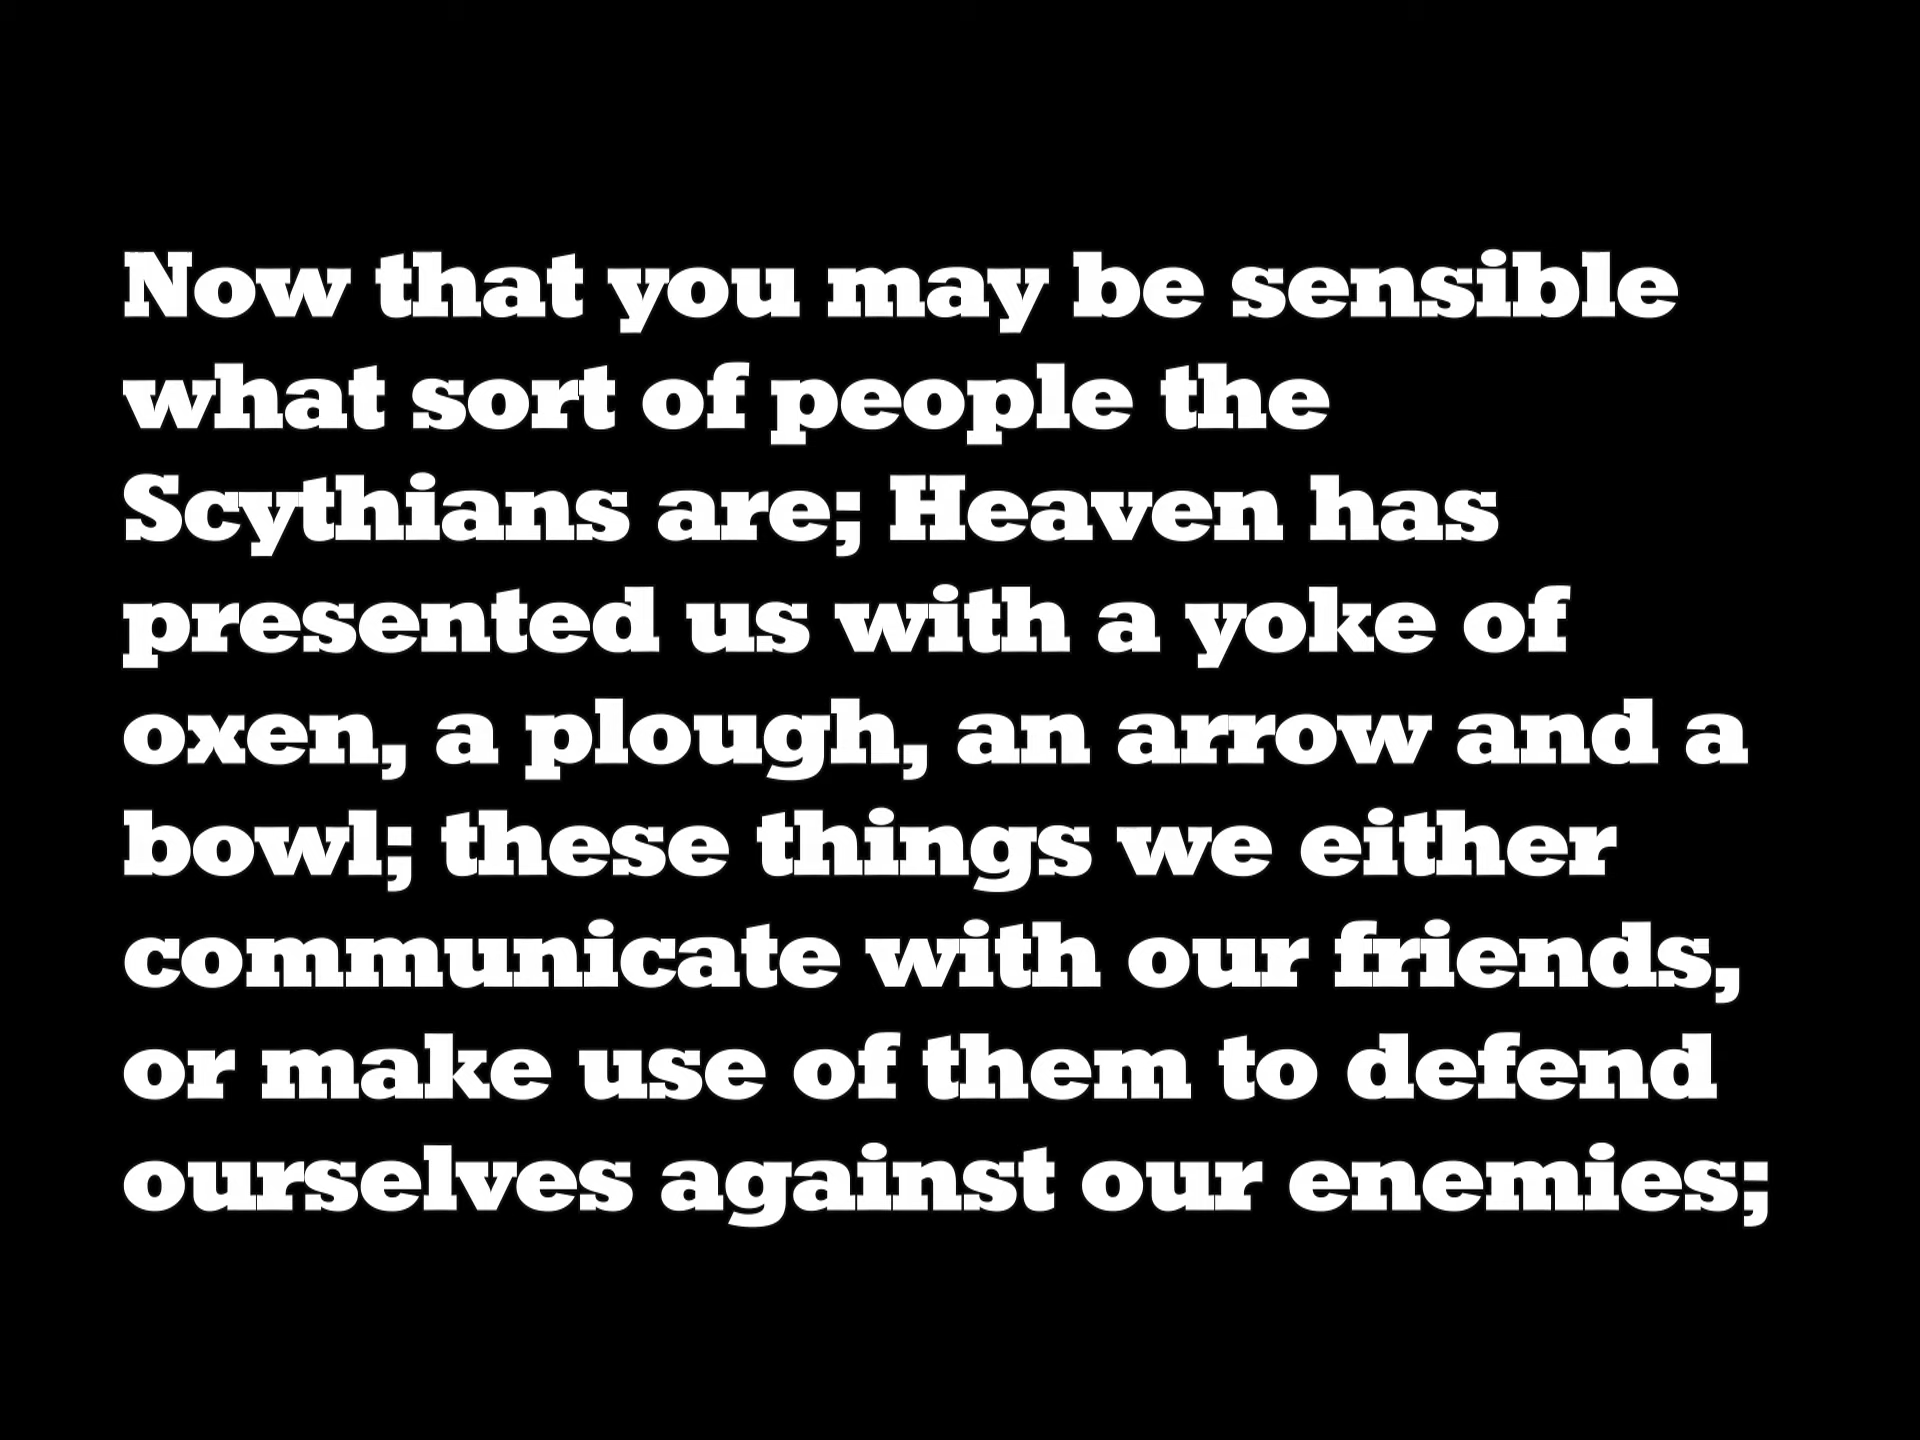 Now that you may be sensible
what sort of people the
Scythians are; Heaven has
presented us with a yoke of
oxen, a plough, an arrow and a
bowl; these things we either
communicate with our friends,
or make use of them to defend
ourselves against our enemies;